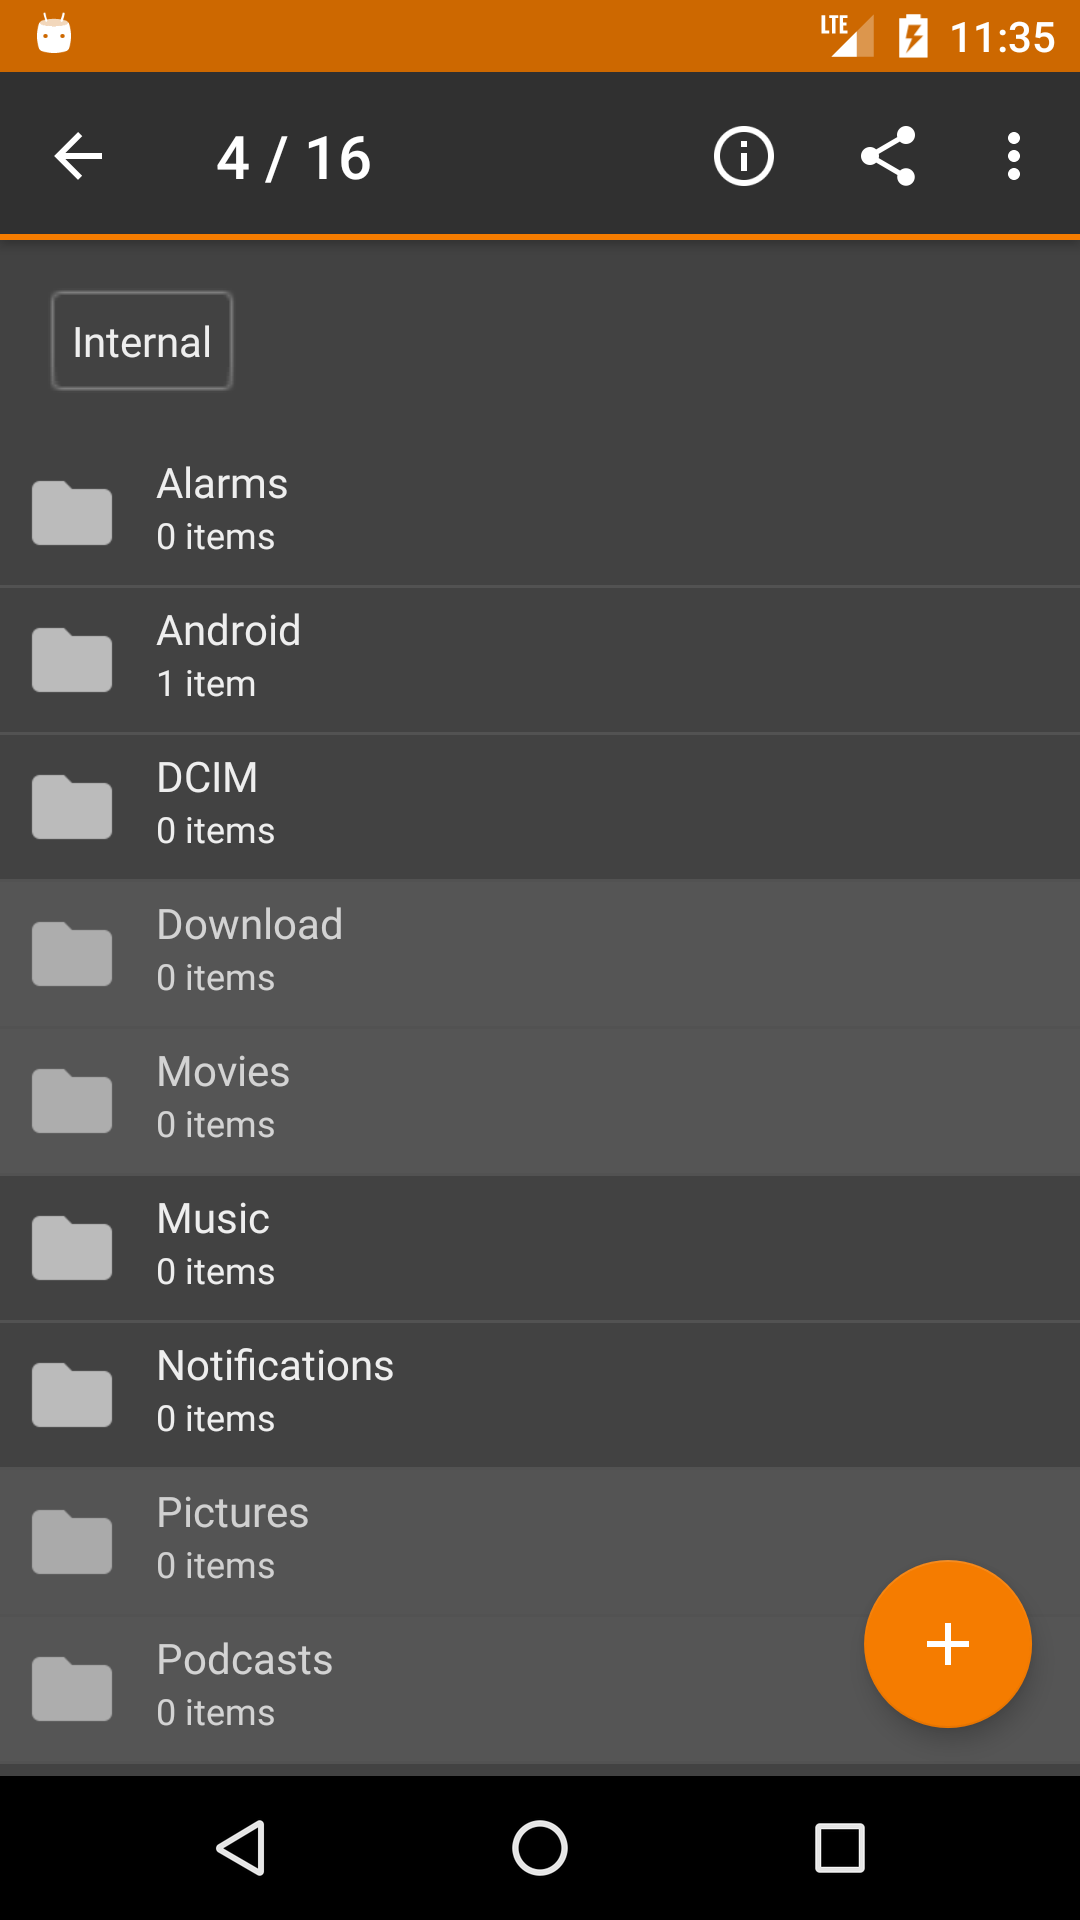 LTE 11:35
4 / 16
Internal
Alarms
0 items
Android
1 item
DCIM
0 items
Download
0 items
Movies
0 items
Music
0 items
Notifications
0 items
Pictures
0 items
Podcasts
0 items